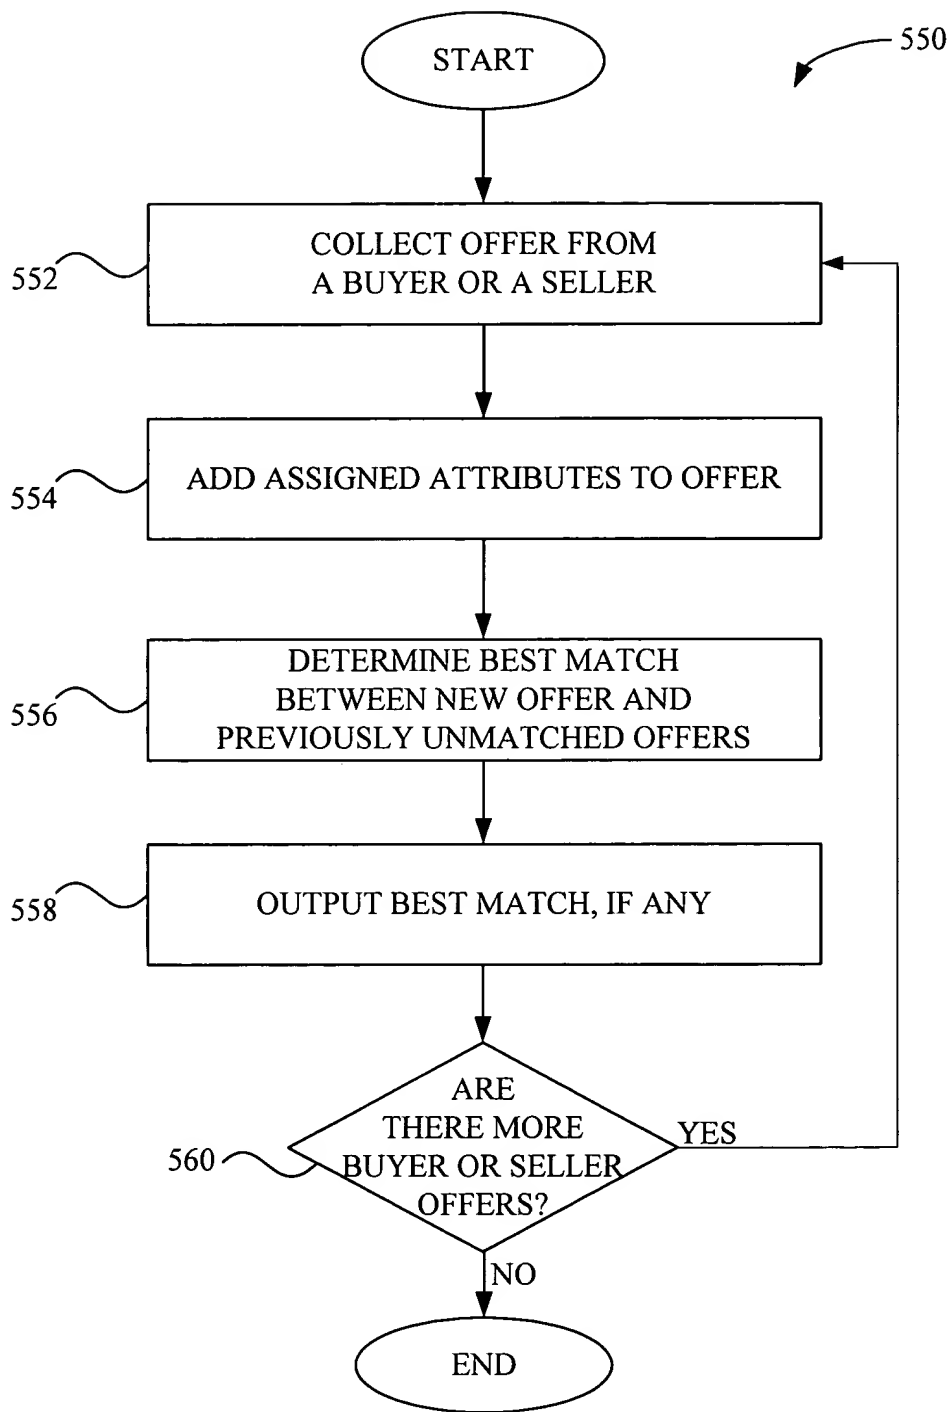 START
550
COLLECT OFFER FROM
A BUYER OR A SELLER
552
ADD ASSIGNED ATTRIBUTES TO OFFER
554
DETERMINE BEST MATCH
BETWEEN NEW OFFER AND
PREVIOUSLY UNMATCHED OFFERS
556
OUTPUT BEST MATCH, IF ANY
558
ARE
THERE MORE
BUYER OR SELLER
OFFERS?
YES
560
NO
END